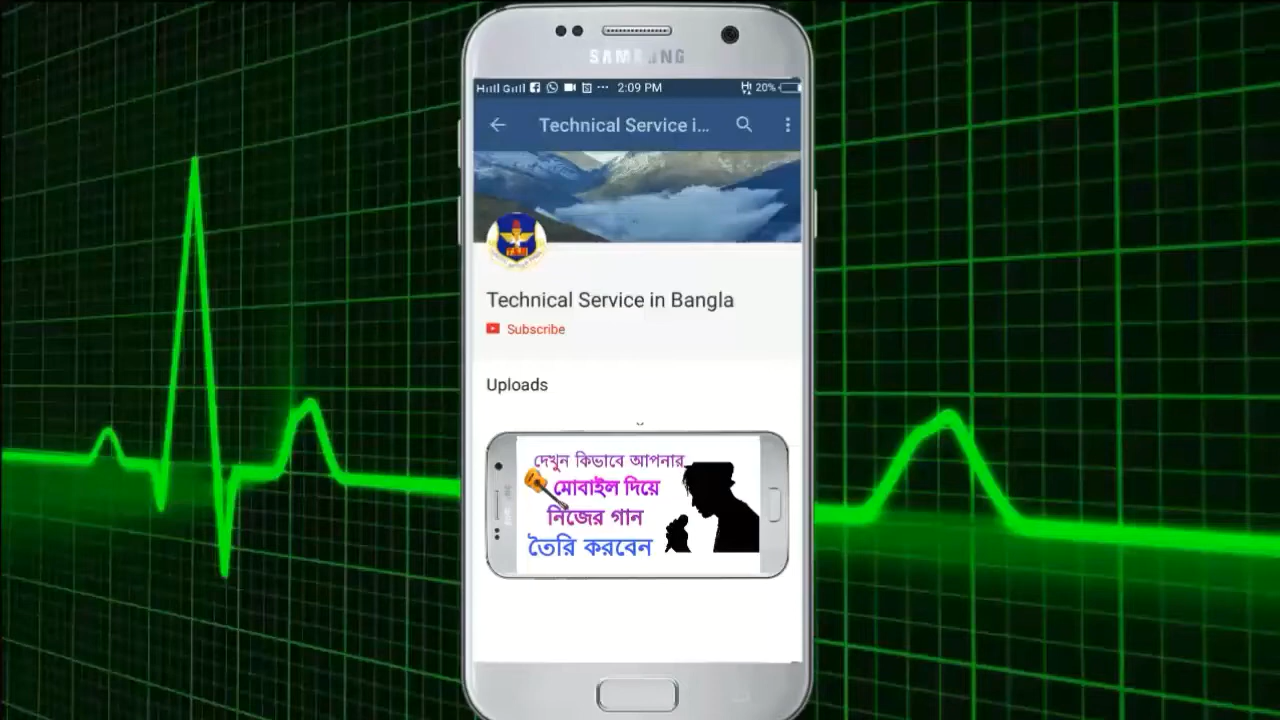 SAMSUNG
2:09 PM
20%
Technical Service i...
Technical Service in Bangla
Subscribe
Uploads
দেখুন কিভাবে আপনার
মোবাইল দিয়ে
নিজের গান
তৈরি করবেন